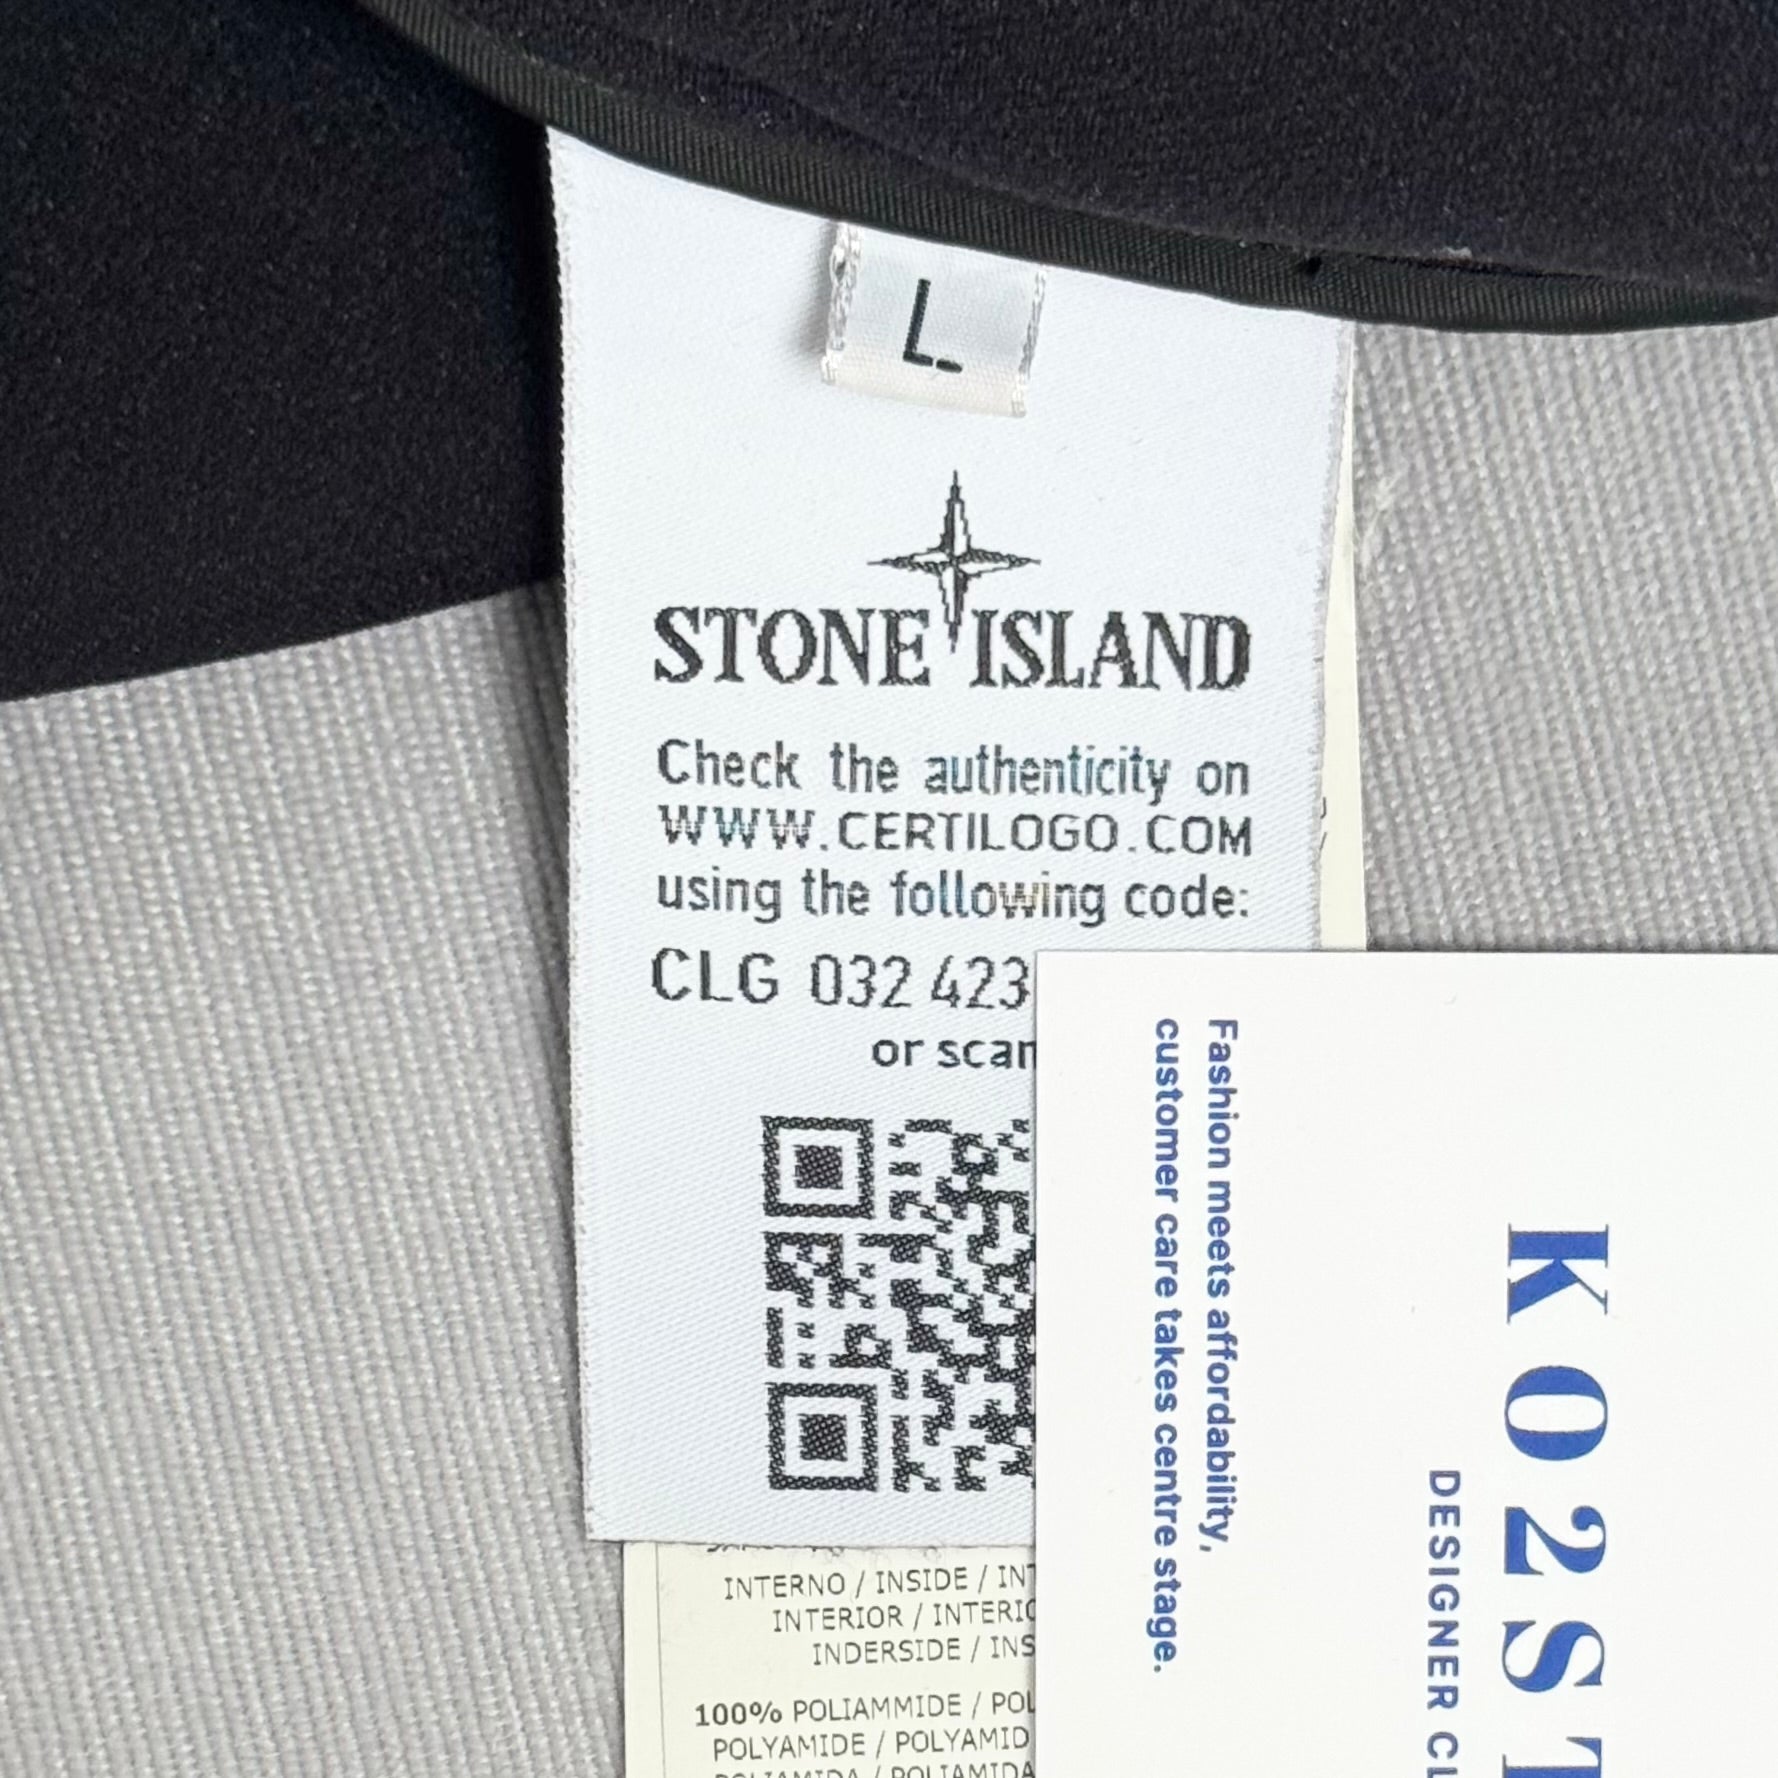 L.
STONE ISLAND
Check the authenticity on
WWW.CERTILOGO.COM
using the following code:
CLG 032 423
or scan
INTERNO / INSIDE / INT
INTERIOR / INTERIO
INDERSIDE / INS
100% POLIAMMIDE / POL
POLYAMIDE / POLYAMID
POLIAMIDA / POLIAMIDA
Fashion meets affordability,
customer care takes centre stage.
KO2ST
DESIGNER CL